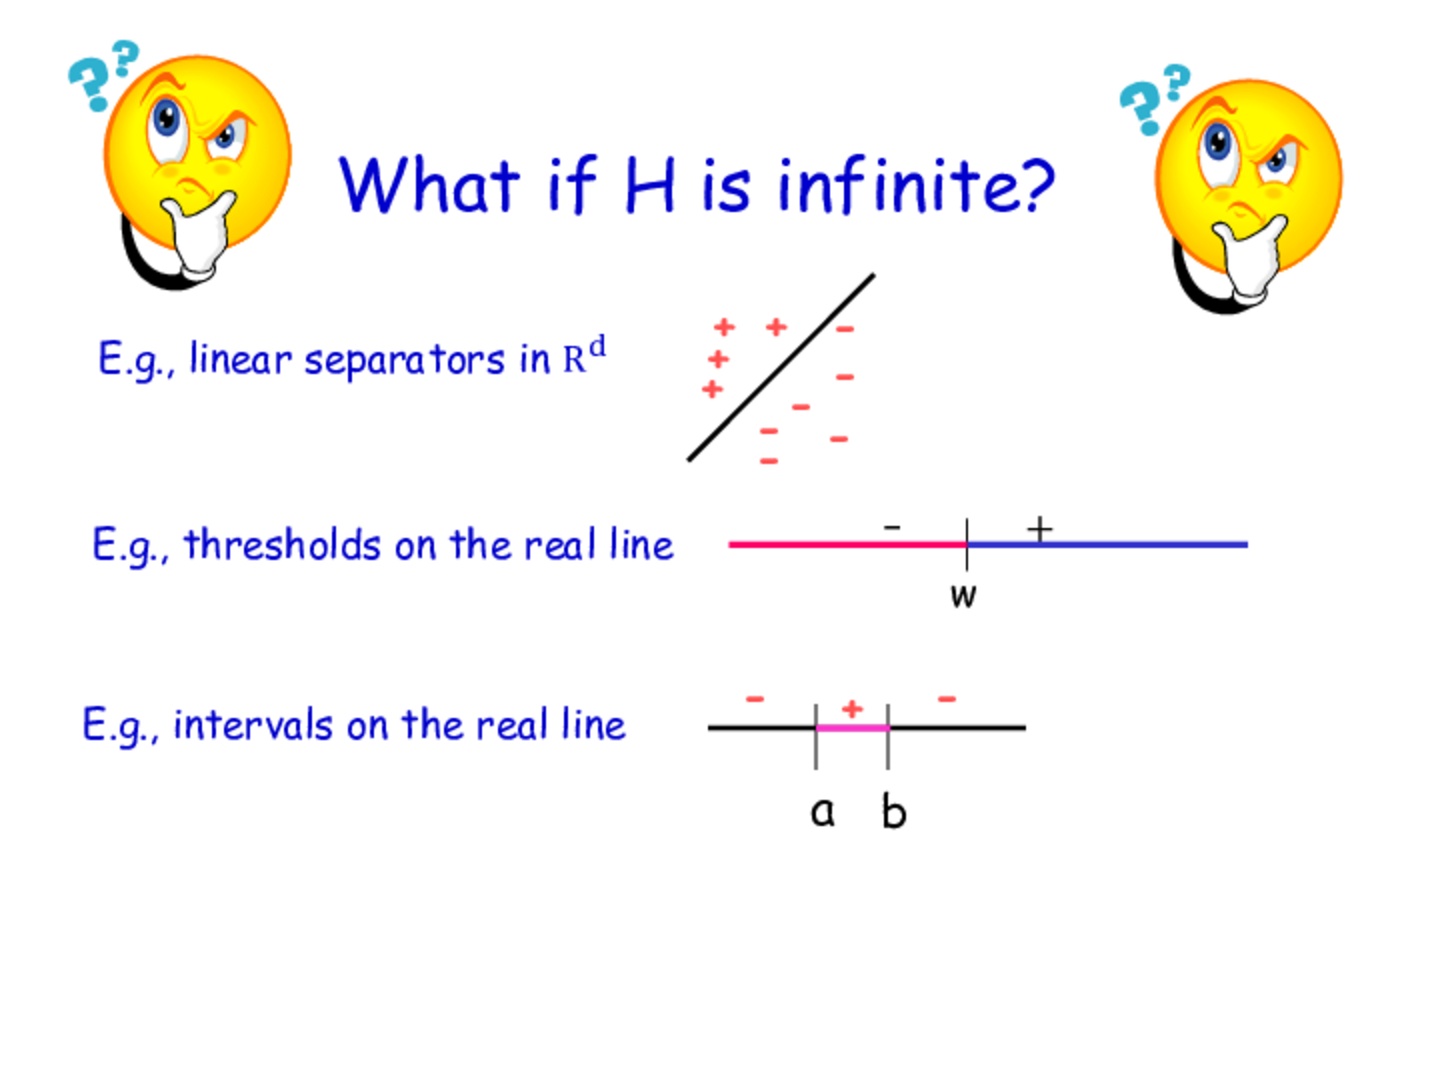 ? ?
? ?
What if H is infinite?
E.g., linear separators in R^d
+ + -
+
+ -
-
- -
-
E.g., thresholds on the real line
- +
w
E.g., intervals on the real line
- + -
a b